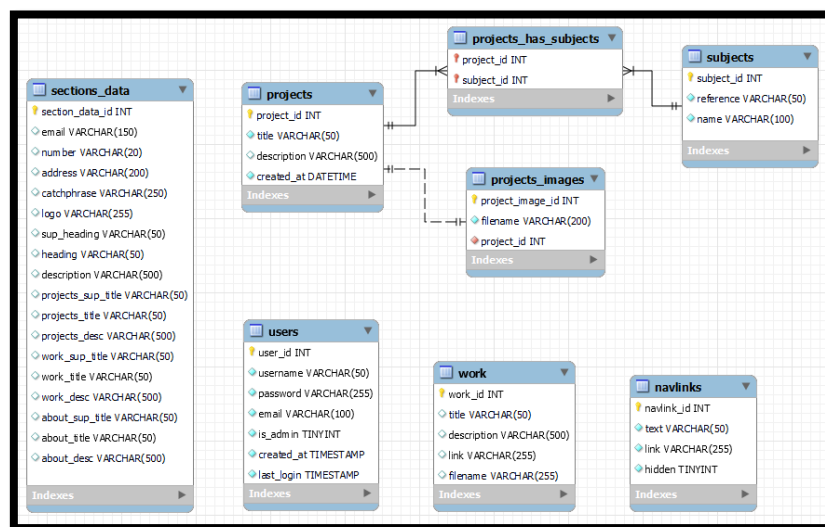 sections_data
section_data_id INT
email VARCHAR(150)
number VARCHAR(20)
address VARCHAR(200)
catchphrase VARCHAR(250)
logo VARCHAR(255)
sup_heading VARCHAR(50)
heading VARCHAR(50)
description VARCHAR(500)
projects_sup_title VARCHAR(50)
projects_title VARCHAR(50)
projects_desc VARCHAR(500)
work_sup_title VARCHAR(50)
work_title VARCHAR(50)
work_desc VARCHAR(500)
about_sup_title VARCHAR(50)
about_title VARCHAR(50)
about_desc VARCHAR(500)
Indexes
projects
project_id INT
title VARCHAR(50)
description VARCHAR(500)
created_at DATETIME
Indexes
projects_has_subjects
project_id INT
subject_id INT
Indexes
subjects
subject_id INT
reference VARCHAR(50)
name VARCHAR(100)
Indexes
projects_images
project_image_id INT
filename VARCHAR(200)
project_id INT
Indexes
users
user_id INT
username VARCHAR(50)
password VARCHAR(255)
email VARCHAR(100)
is_admin TINYINT
created_at TIMESTAMP
last_login TIMESTAMP
Indexes
work
work_id INT
title VARCHAR(50)
description VARCHAR(500)
link VARCHAR(255)
filename VARCHAR(255)
Indexes
navlinks
navlink_id INT
text VARCHAR(50)
link VARCHAR(255)
hidden TINYINT
Indexes